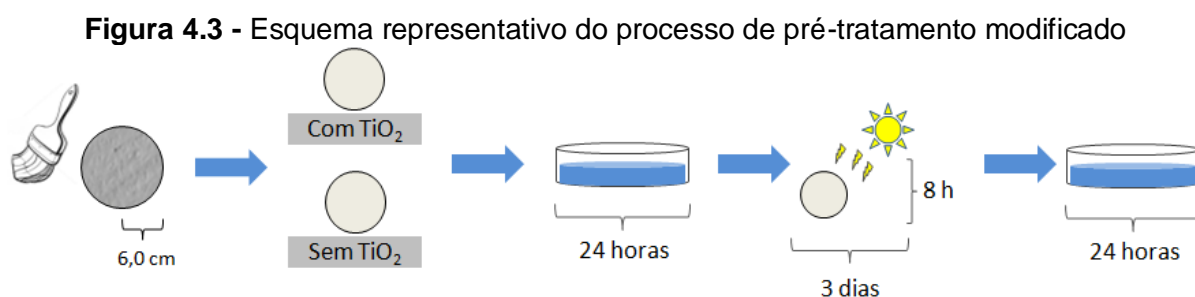 Figura 4.3 - Esquema representativo do processo de pré-tratamento modificado
Com TiO₂
Sem TiO₂
6,0 cm
24 horas
8 h
3 dias
24 horas